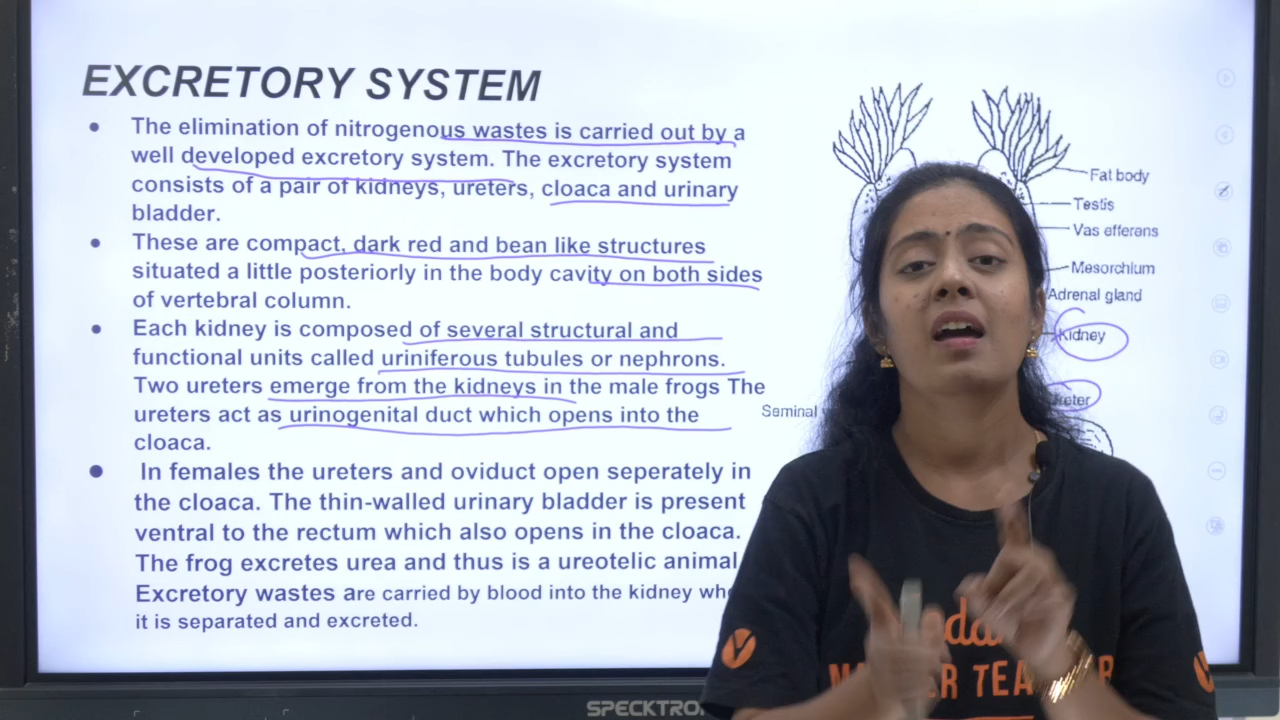 EXCRETORY SYSTEM
• The elimination of nitrogenous wastes is carried out by a
well developed excretory system. The excretory system
consists of a pair of kidneys, ureters, cloaca and urinary
bladder.
• These are compact, dark red and bean like structures
situated a little posteriorly in the body cavity on both sides
of vertebral column.
• Each kidney is composed of several structural and
functional units called uriniferous tubules or nephrons.
Two ureters emerge from the kidneys in the male frogs The
ureters act as urinogenital duct which opens into the
cloaca.
• In females the ureters and oviduct open seperately in
the cloaca. The thin-walled urinary bladder is present
ventral to the rectum which also opens in the cloaca.
The frog excretes urea and thus is a ureotelic animal
Excretory wastes are carried by blood into the kidney
it is separated and excreted.
Fat body
Testis
Vas efferens
Mesorchium
Adrenal gland
Kidney
Seminal
MASTER TEACHER
SPECKTRO